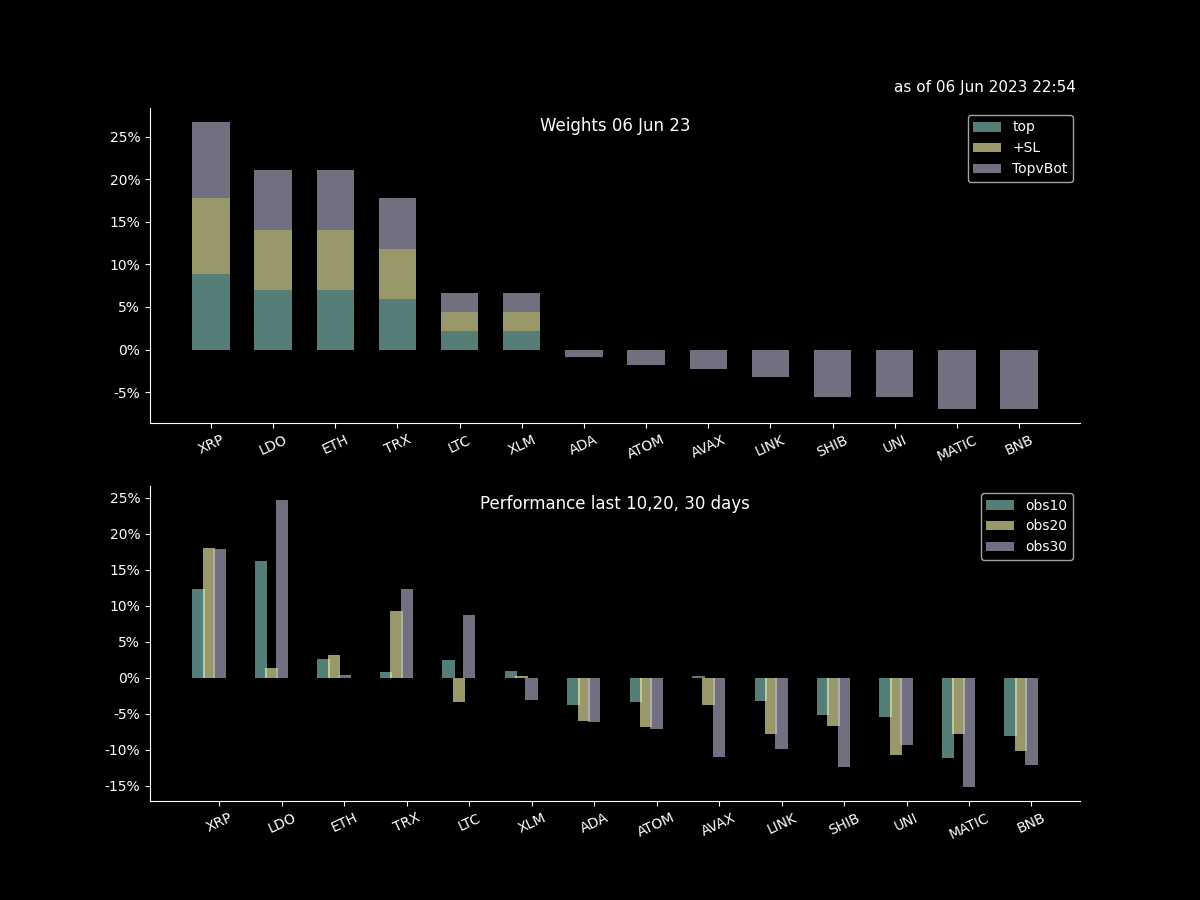 as of 06 Jun 2023 22:54
Weights 06 Jun 23
top
+SL
TopvBot
25%
20%
15%
10%
5%
0%
-5%
XRP LDO ETH TRX LTC XLM ADA ATOM AVAX LINK SHIB UNI MATIC BNB
Performance last 10,20, 30 days
obs10
obs20
obs30
25%
20%
15%
10%
5%
0%
-5%
-10%
-15%
XRP LDO ETH TRX LTC XLM ADA ATOM AVAX LINK SHIB UNI MATIC BNB